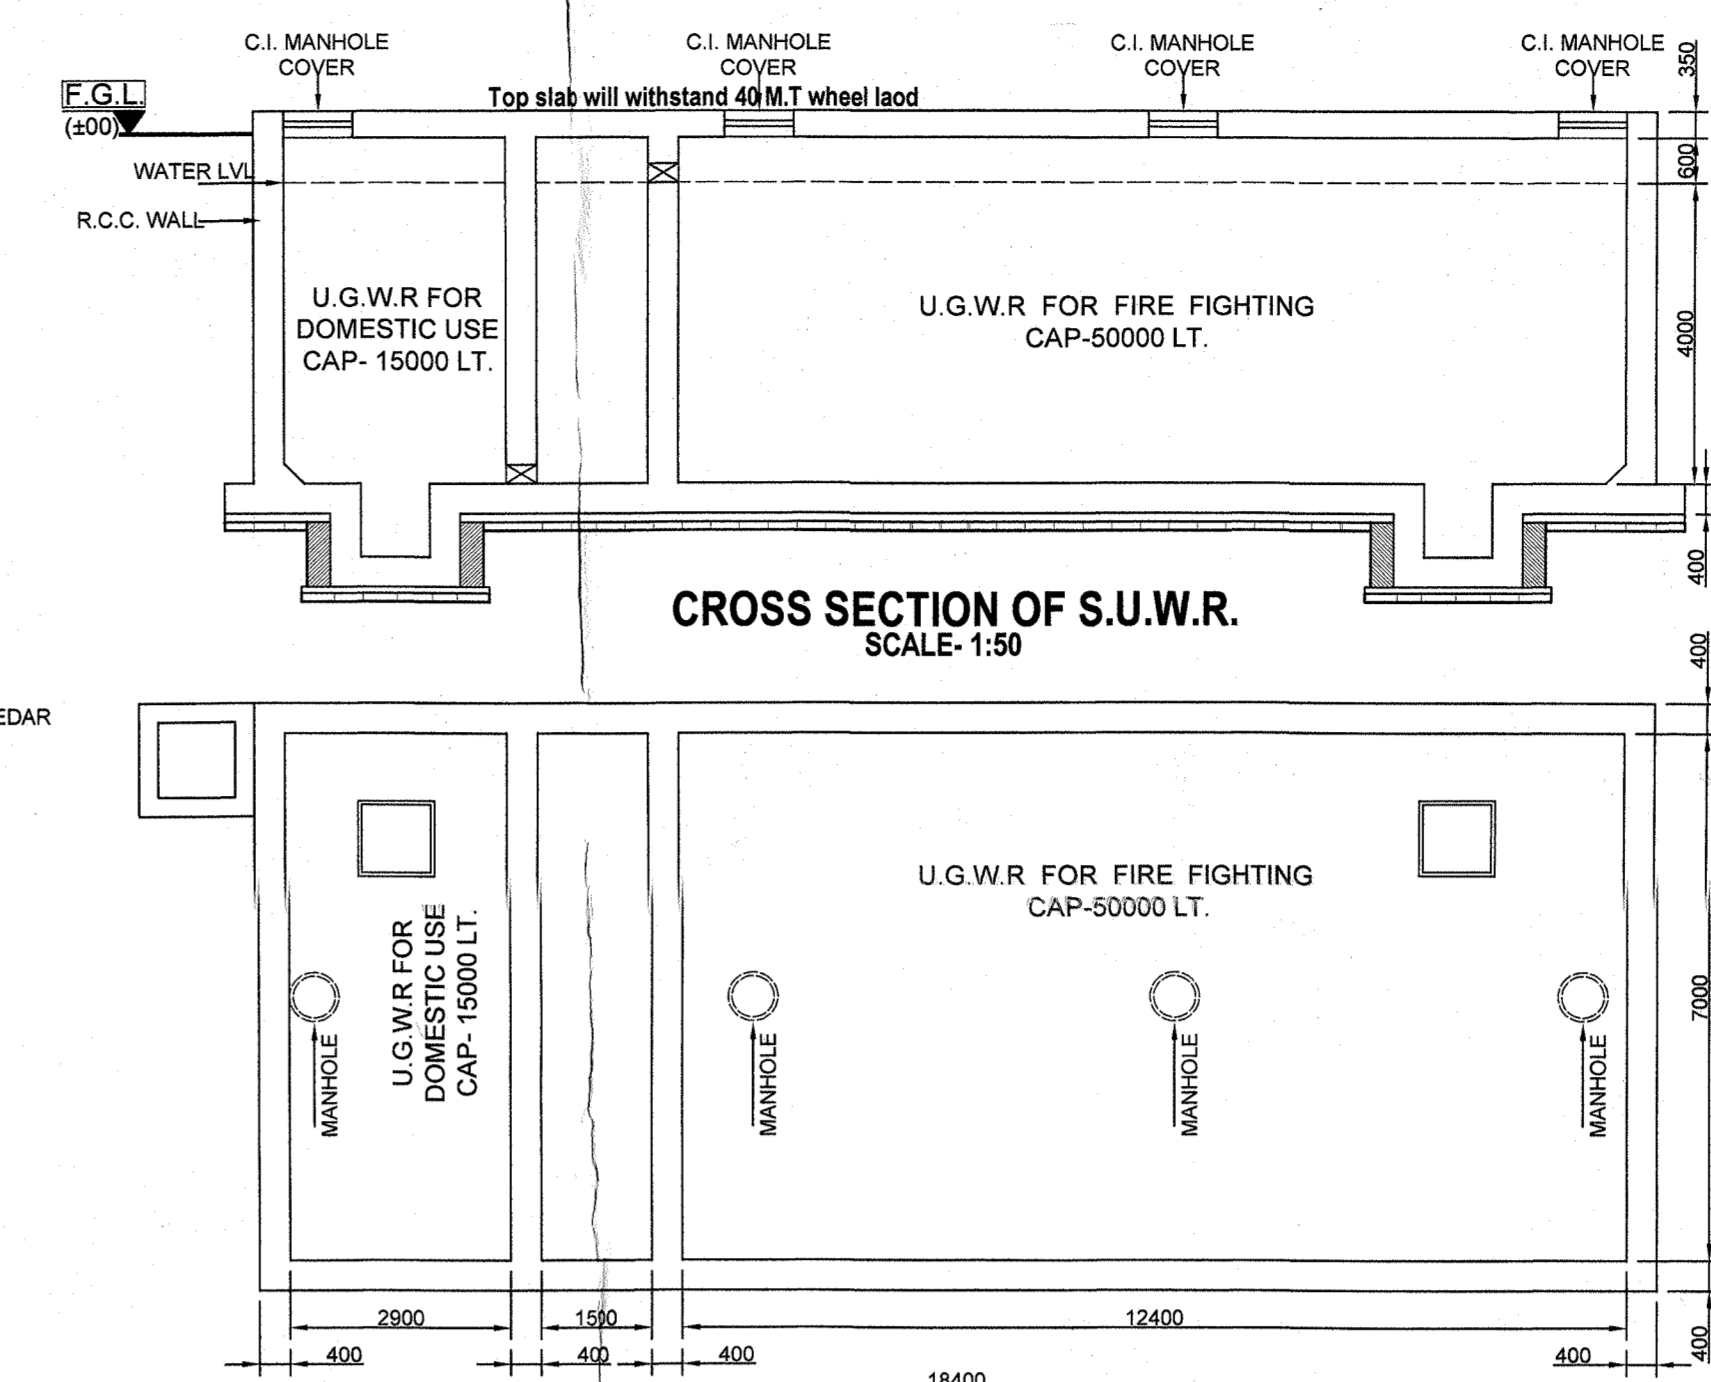 C.I. MANHOLE
COVER
C.I. MANHOLE
COVER
C.I. MANHOLE
COVER
C.I. MANHOLE
COVER
350
F.G.L.
(±00)
Top slab will withstand 40 M.T wheel laod
600
WATER LVL
R.C.C. WALL
U.G.W.R FOR
DOMESTIC USE
CAP- 15000 LT.
U.G.W.R FOR FIRE FIGHTING
CAP-50000 LT.
4000
400
CROSS SECTION OF S.U.W.R.
SCALE- 1:50
400
EDAR
U.G.W.R FOR
DOMESTIC USE
CAP- 15000 LT.
U.G.W.R FOR FIRE FIGHTING
CAP-50000 LT.
MANHOLE
MANHOLE
MANHOLE
MANHOLE
7000
2900
1500
12400
400
400
400
400
400
18400